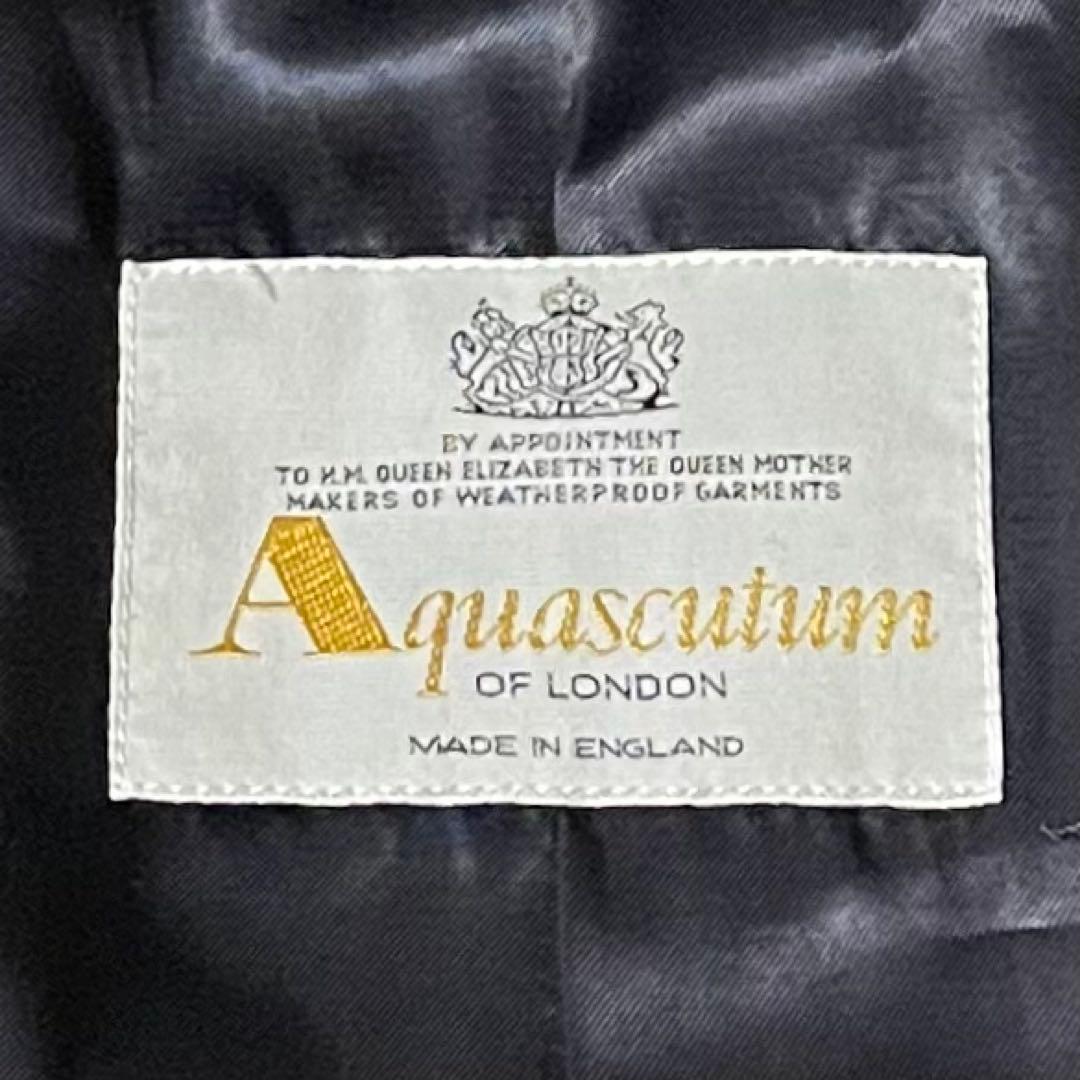 BY APPOINTMENT
TO H.M. QUEEN ELIZABETH THE QUEEN MOTHER
MAKERS OF WEATHERPROOF GARMENTS
Aquascutum
OF LONDON
MADE IN ENGLAND